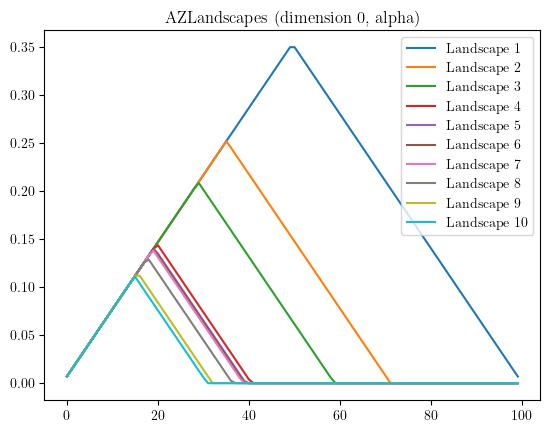 AZLandscapes (dimension 0, alpha)
0.35
0.30
0.25
0.20
0.15
0.10
0.05
0.00
0
20
40
60
80
100
Landscape 1
Landscape 2
Landscape 3
Landscape 4
Landscape 5
Landscape 6
Landscape 7
Landscape 8
Landscape 9
Landscape 10